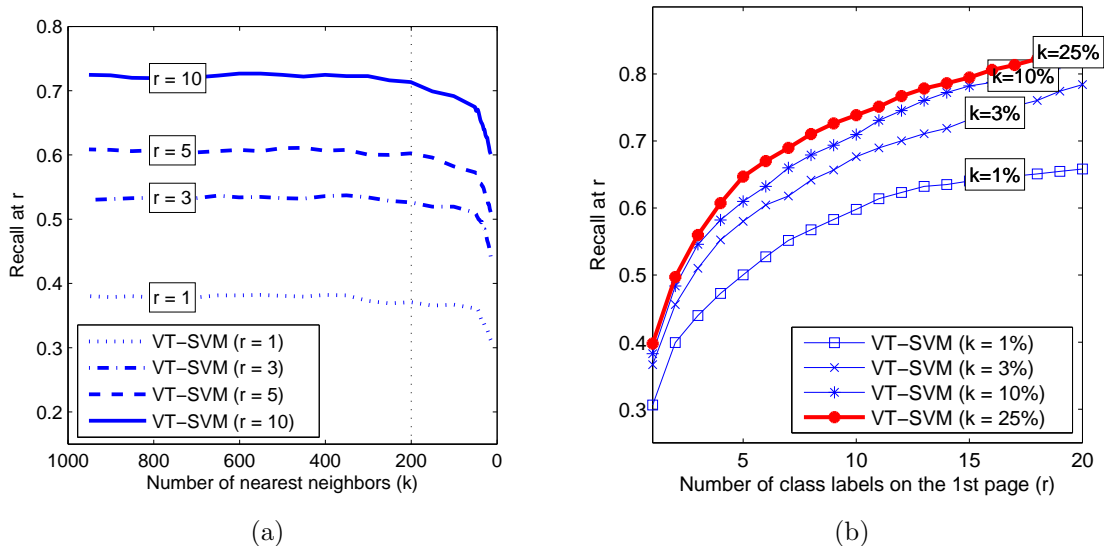 0.8
0.7
0.6
0.5
0.4
0.3
0.2
Recall at r
r = 10
r = 5
r = 3
r = 1
VT−SVM (r = 1)
VT−SVM (r = 3)
VT−SVM (r = 5)
VT−SVM (r = 10)
1000 800 600 400 200 0
Number of nearest neighbors (k)
(a)
0.8
0.7
0.6
0.5
0.4
0.3
Recall at r
k=25%
k=10%
k=3%
k=1%
VT−SVM (k = 1%)
VT−SVM (k = 3%)
VT−SVM (k = 10%)
VT−SVM (k = 25%)
5 10 15 20
Number of class labels on the 1st page (r)
(b)